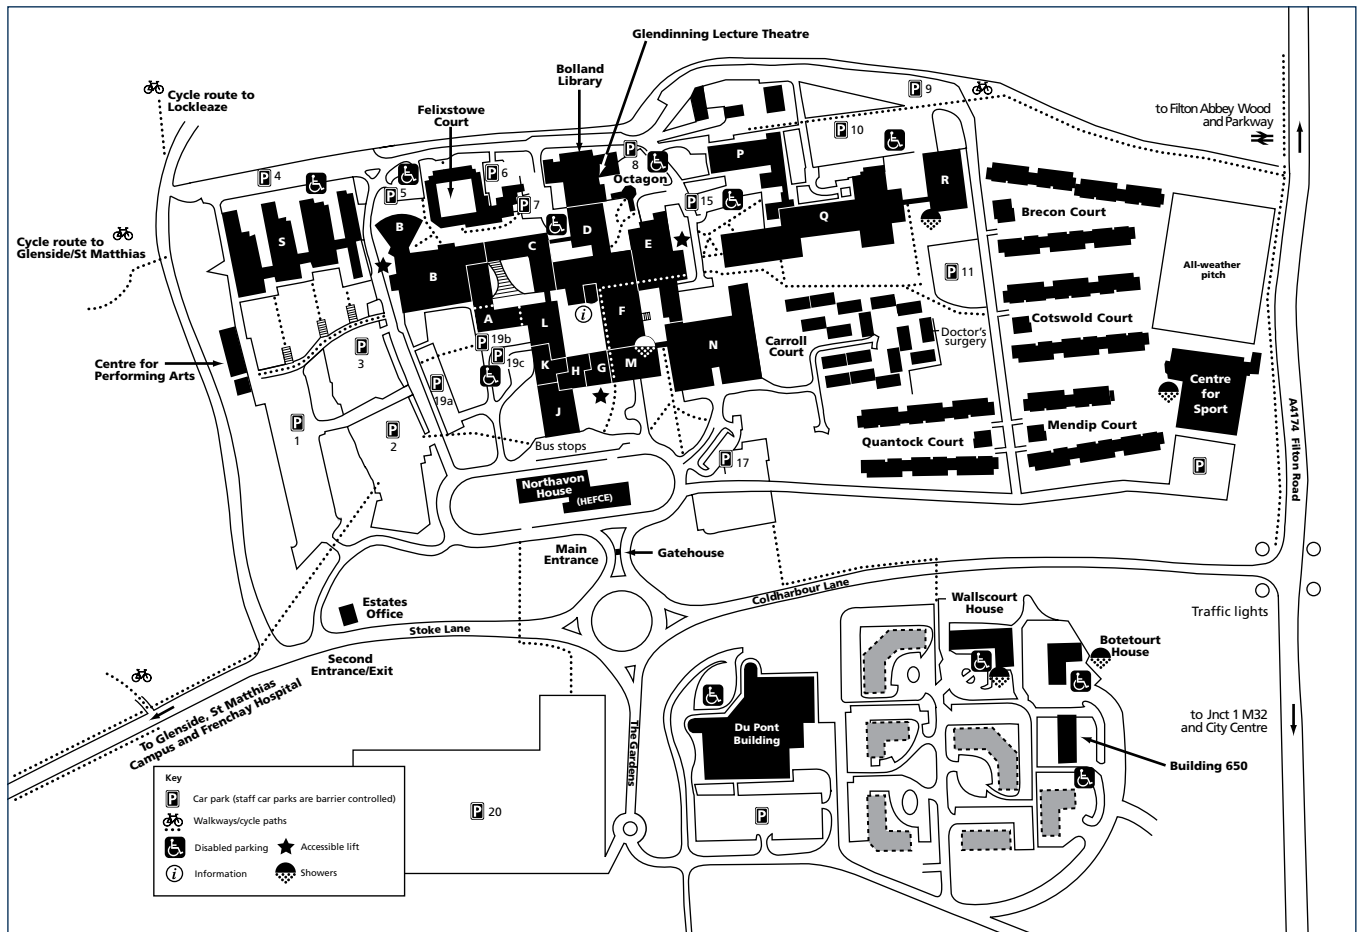 Glendinning Lecture Theatre
Bolland
Library
Felixstowe
Court
Cycle route to
Lockleaze
P 9
to Filton Abbey Wood
and Parkway
P 10
P 4
P 5
P 6
P 7
P 8
Octagon
P
P 15
R
Q
S
B
B
C
D
E
Brecon Court
Cycle route to
Glenside/St Matthias
All-weather
pitch
P 11
A
L
i
F
N
P 19b
P 19c
P 19a
K
H
G
M
J
Carroll
Court
Doctor's
surgery
Cotswold Court
Centre for
Performing Arts
P 3
P 1
P 2
Centre
for
Sport
A4174 Filton Road
Quantock Court
Mendip Court
P
Bus stops
P 17
Northavon
House
(HEFCE)
Main
Entrance
Gatehouse
Coldharbour Lane
Estates
Office
Stoke Lane
Second
Entrance/Exit
Traffic lights
Wallscourt
House
Botetourt
House
To Glenside, St Matthias
Campus and Frenchay Hospital
The Gardens
Du Pont
Building
to Jnct 1 M32
and City Centre
Building 650
P 20
P
Key
P Car park (staff car parks are barrier controlled)
Walkways/cycle paths
Disabled parking
Accessible lift
i Information
Showers